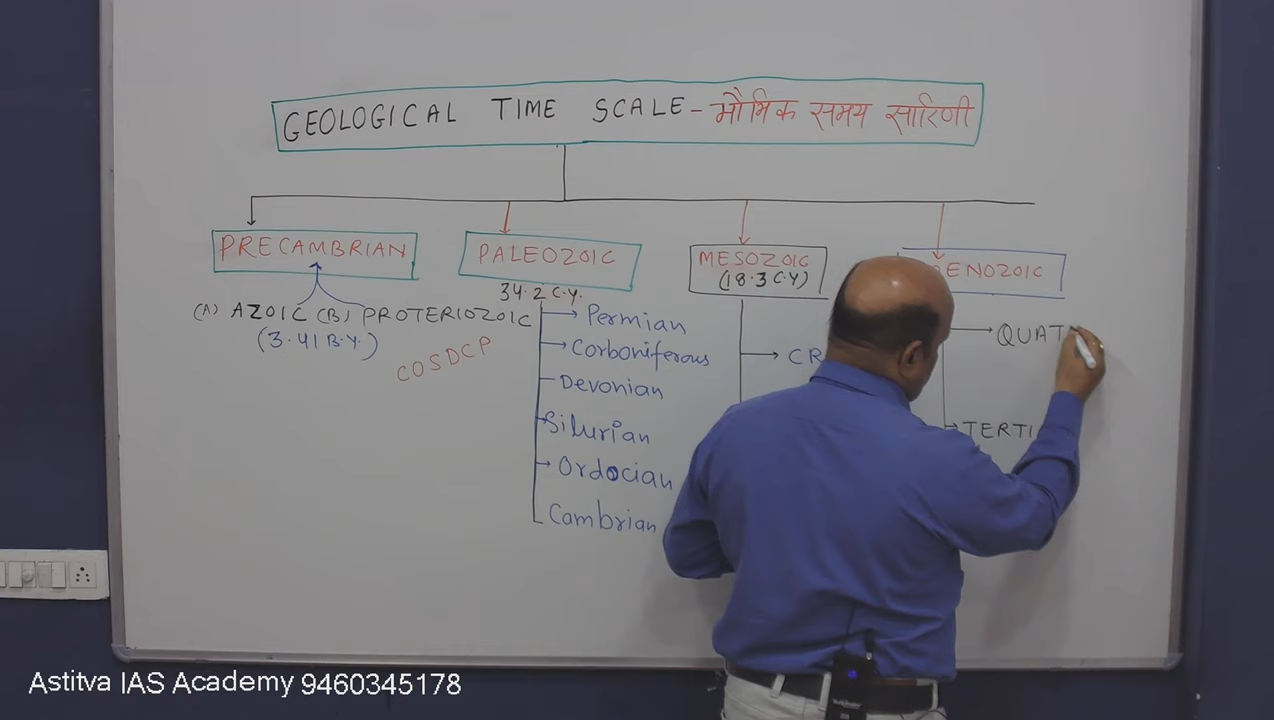 GEOLOGICAL TIME SCALE - भौमिक समय सारिणी
PRECAMBRIAN
PALEOZOIC
MESOZOIC
(18.3 C.Y)
ENOZOIC
34.2 C.Y.
(A) AZOIC (B) PROTERIOZOIC
(3.41 B.Y.)
COSDCP
Permian
Corboniferous
Devonian
Silurian
Ordocian
Cambrian
CR
QUAT
TERTI
Astitva IAS Academy 9460345178